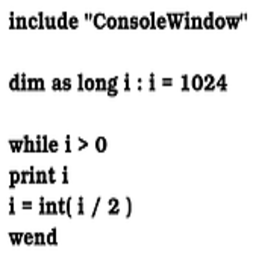 include "ConsoleWindow"
dim as long i : i = 1024
while i > 0
print i
i = int( i / 2 )
wend